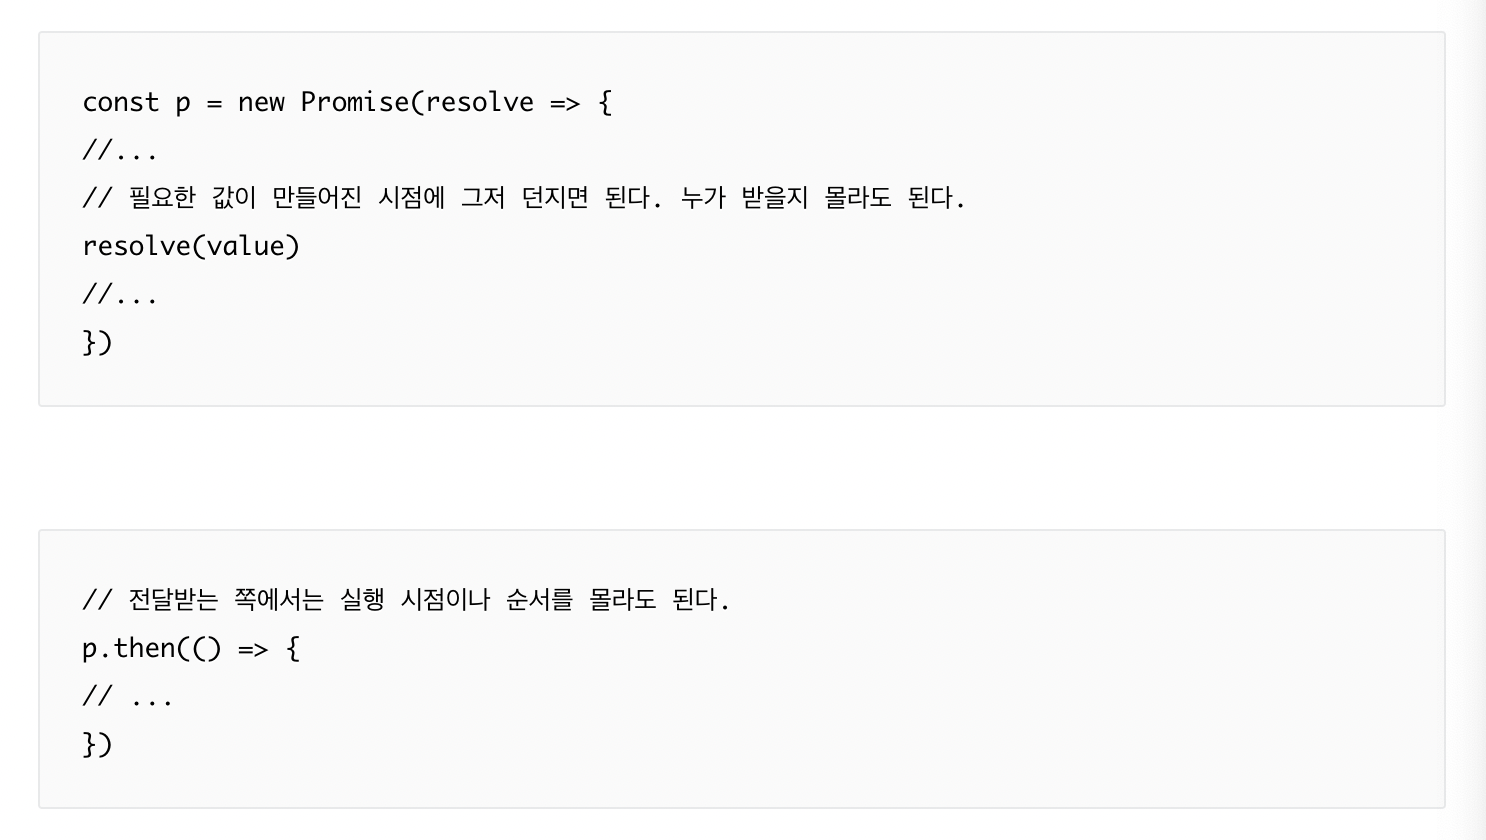 const p = new Promise(resolve => {
//...
// 필요한 값이 만들어진 시점에 그저 던지면 된다. 누가 받을지 몰라도 된다.
resolve(value)
//...
})
// 전달받는 쪽에서는 실행 시점이나 순서를 몰라도 된다.
p.then(() => {
// ...
})